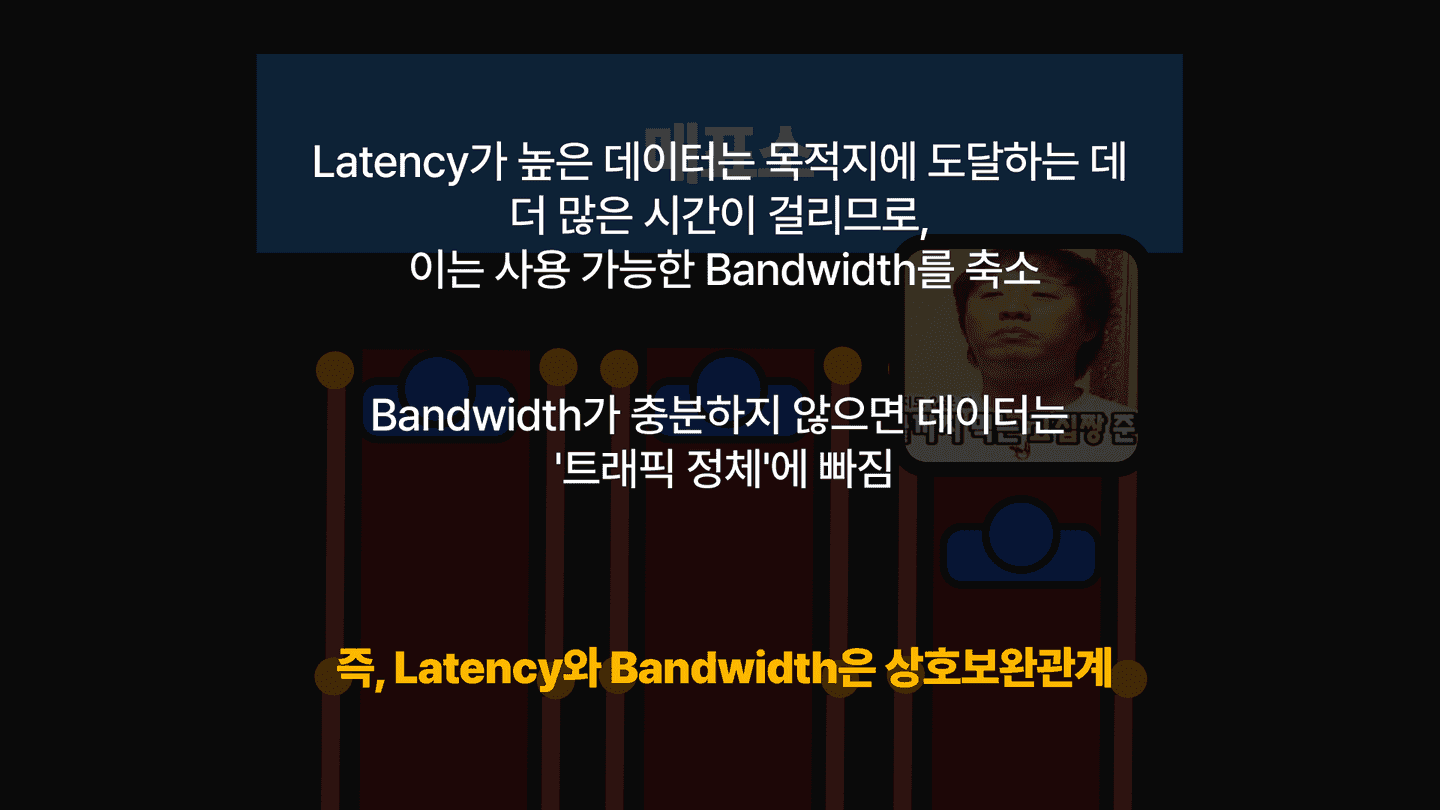 매표소
Latency가 높은 데이터는 목적지에 도달하는 데
더 많은 시간이 걸리므로,
이는 사용 가능한 Bandwidth를 축소
Bandwidth가 충분하지 않으면 데이터는
'트래픽 정체'에 빠짐
즉, Latency와 Bandwidth은 상호보완관계